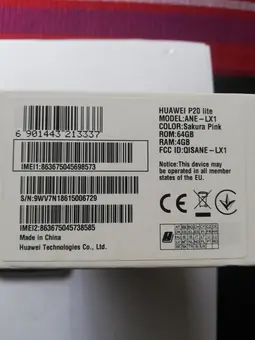 HUAWEI P20 lite
MODEL:ANE-LX1
COLOR:Sakura Pink
ROM:64GB
RAM:4GB
FCC ID:QISANE-LX1
Notice:This device may
be operated in all member
states of the EU.
6 901443 213337
IMEI1:863675045698573
S/N:9WV7N18615006729
IMEI2:863675045738585
Made in China
Huawei Technologies Co., Ltd.
CE